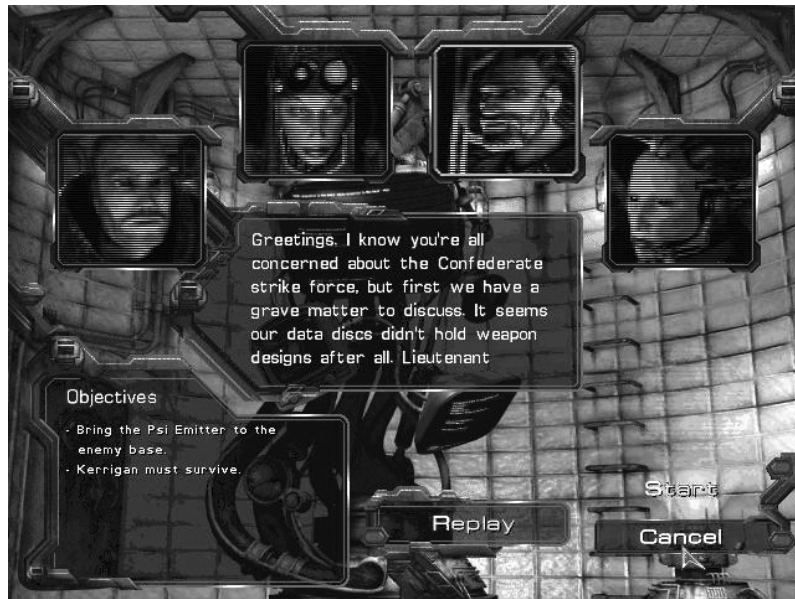 Greetings. I know you're all
concerned about the Confederate
strike force, but first we have a
grave matter to discuss. It seems
our data discs didn't hold weapon
designs after all. Lieutenant
Objectives
- Bring the Psi Emitter to the
enemy base.
- Kerrigan must survive.
Start
Replay
Cancel